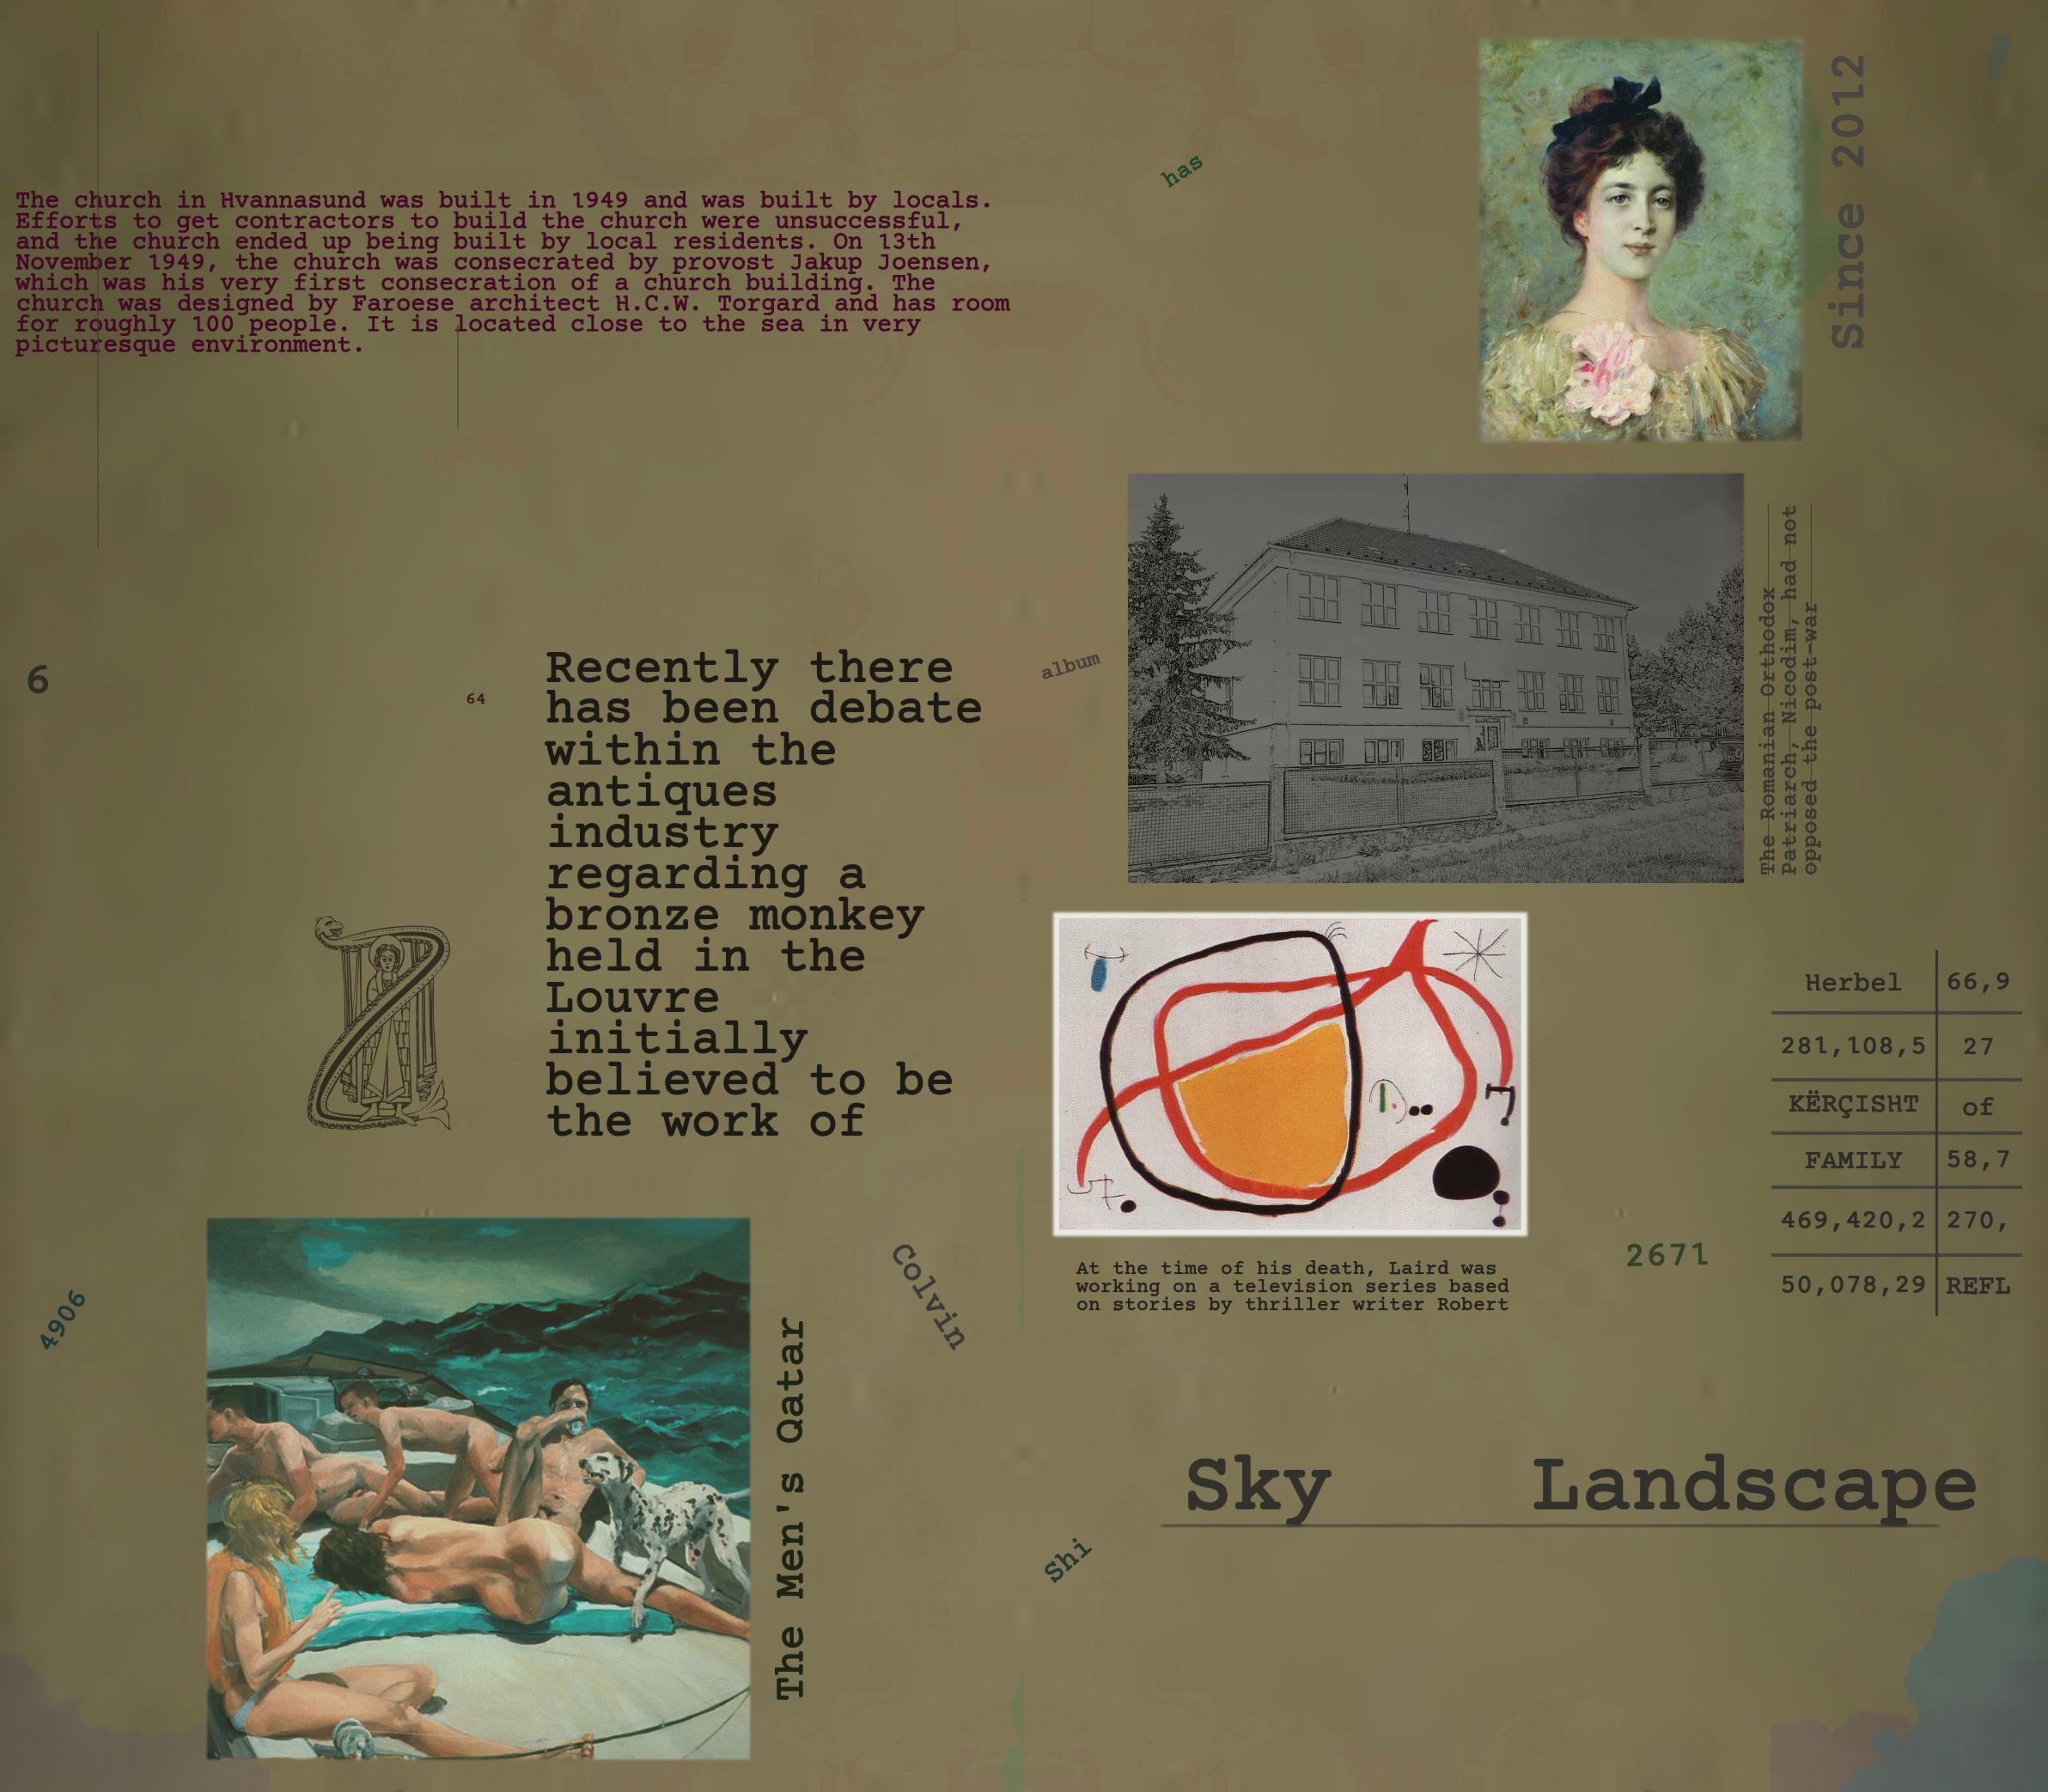 The church in Hvannasund was built in 1949 and was built by locals.
Efforts to get contractors to build the church were unsuccessful,
and the church ended up being built by local residents. On 13th
November 1949, the church was consecrated by provost Jakup Joensen,
which was his very first consecration of a church building. The
church was designed by Faroese architect H.C.W. Torgard and has room
for roughly 100 people. It is located close to the sea in very
picturesque environment.
has
Since 2012
6
64
Recently there
has been debate
within the
antiques
industry
regarding a
bronze monkey
held in the
Louvre
initially
believed to be
the work of
album
The Romanian Orthodox
Patriarch, Nicodim, had not
opposed the post-war
Herbel 66,9
281,108,5 27
KËRÇISHT of
FAMILY 58,7
469,420,2 270,
50,078,29 REFL
2671
At the time of his death, Laird was
working on a television series based
on stories by thriller writer Robert
4906
The Men's Qatar
Colvin
Sky Landscape
Shi